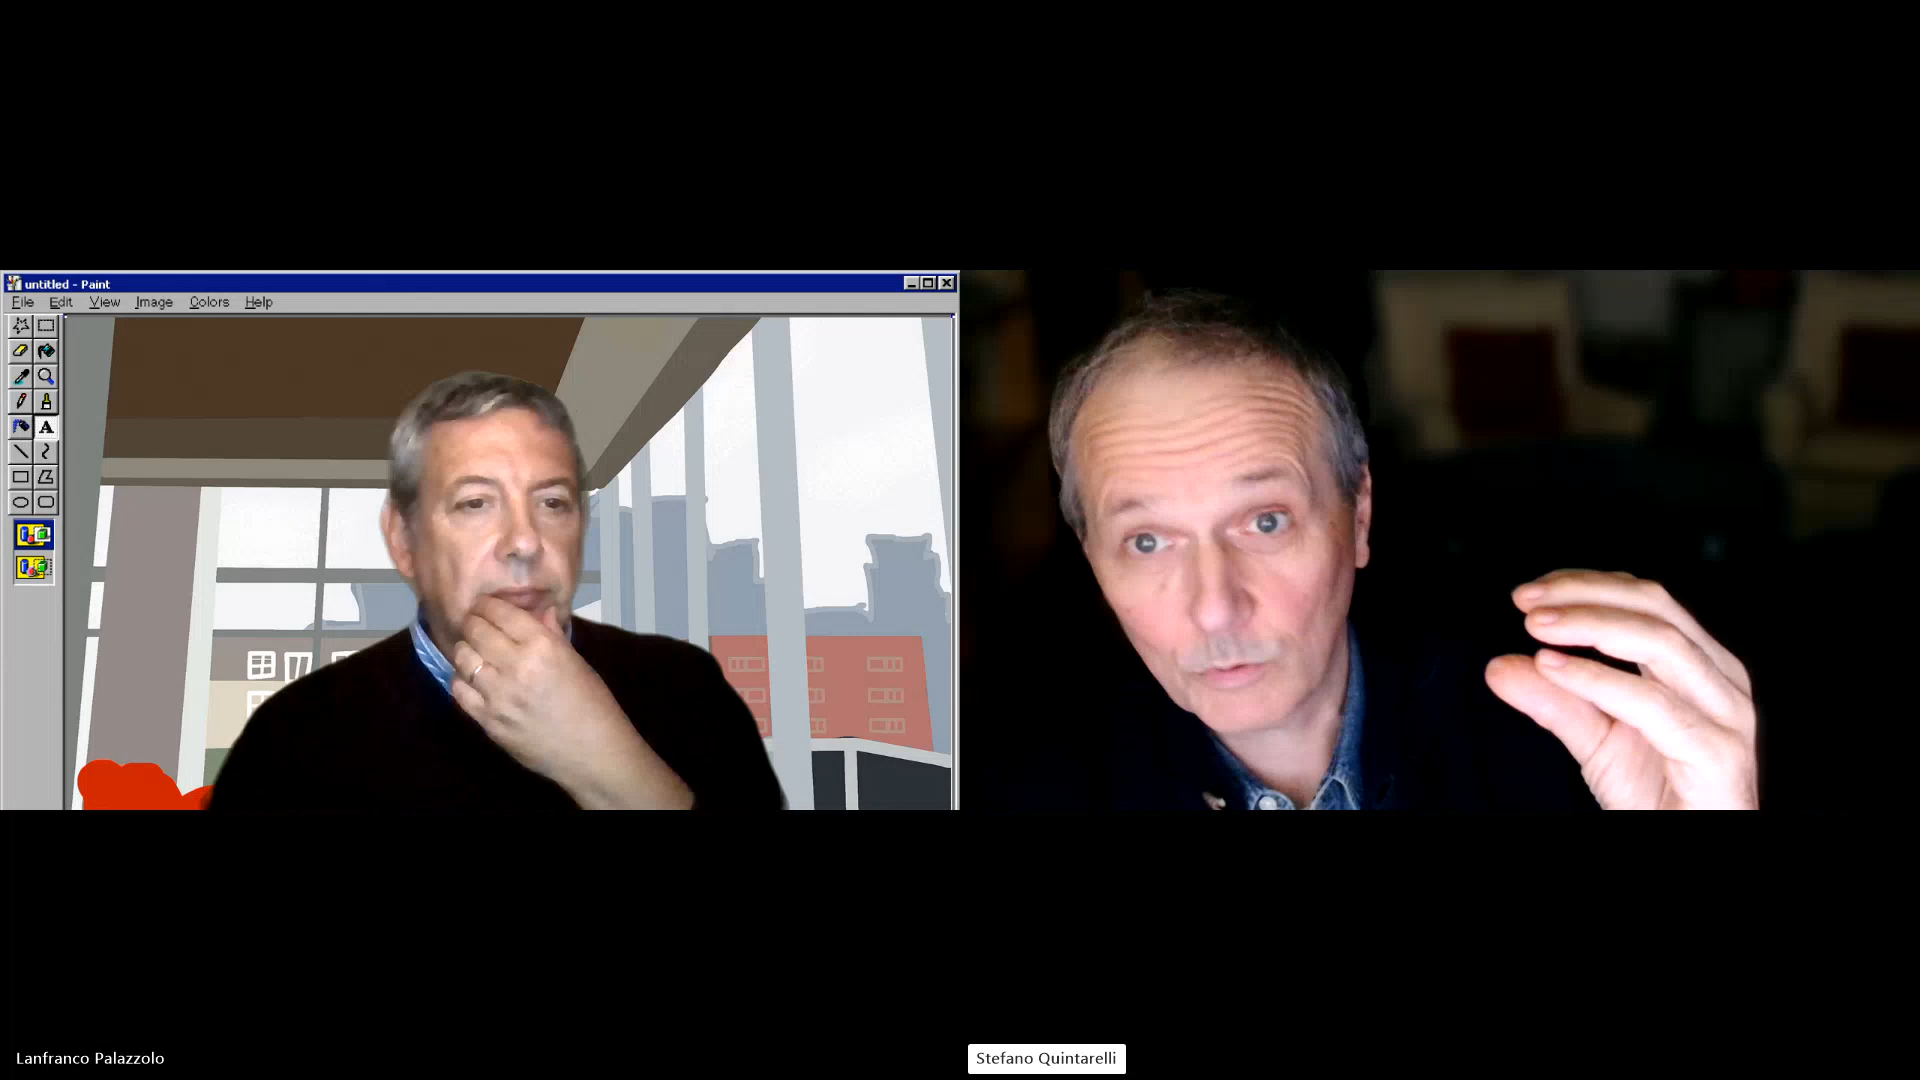 untitled - Paint
File Edit View Image Colors Help
A
Lanfranco Palazzolo
Stefano Quintarelli